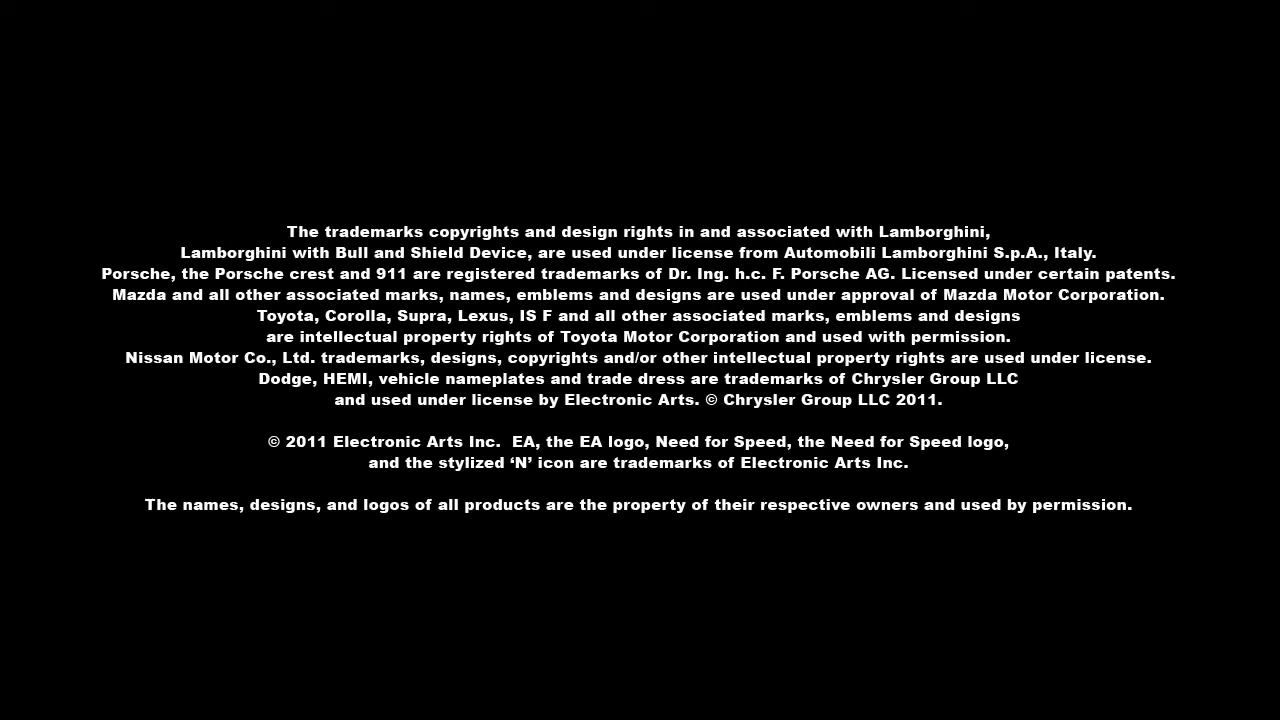 The trademarks copyrights and design rights in and associated with Lamborghini,
Lamborghini with Bull and Shield Device, are used under license from Automobili Lamborghini S.p.A., Italy.
Porsche, the Porsche crest and 911 are registered trademarks of Dr. Ing. h.c. F. Porsche AG. Licensed under certain patents.
Mazda and all other associated marks, names, emblems and designs are used under approval of Mazda Motor Corporation.
Toyota, Corolla, Supra, Lexus, IS F and all other associated marks, emblems and designs
are intellectual property rights of Toyota Motor Corporation and used with permission.
Nissan Motor Co., Ltd. trademarks, designs, copyrights and/or other intellectual property rights are used under license.
Dodge, HEMI, vehicle nameplates and trade dress are trademarks of Chrysler Group LLC
and used under license by Electronic Arts. © Chrysler Group LLC 2011.
© 2011 Electronic Arts Inc.  EA, the EA logo, Need for Speed, the Need for Speed logo,
and the stylized ‘N’ icon are trademarks of Electronic Arts Inc.
The names, designs, and logos of all products are the property of their respective owners and used by permission.